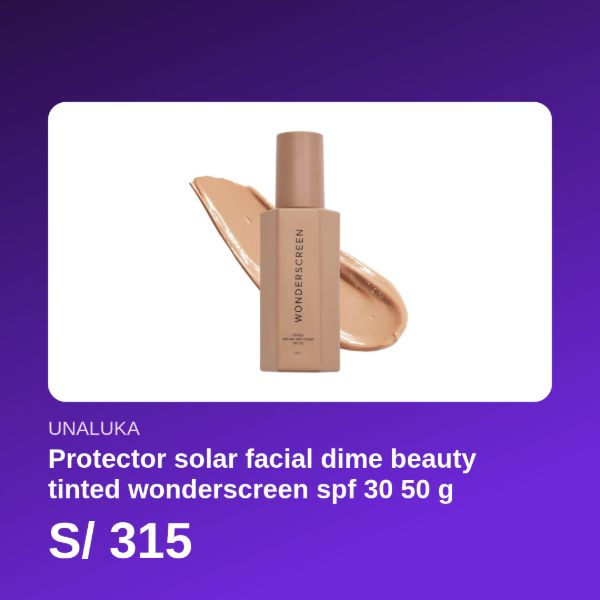 WONDERSCREEN
UNALUKA
Protector solar facial dime beauty
tinted wonderscreen spf 30 50 g
S/ 315